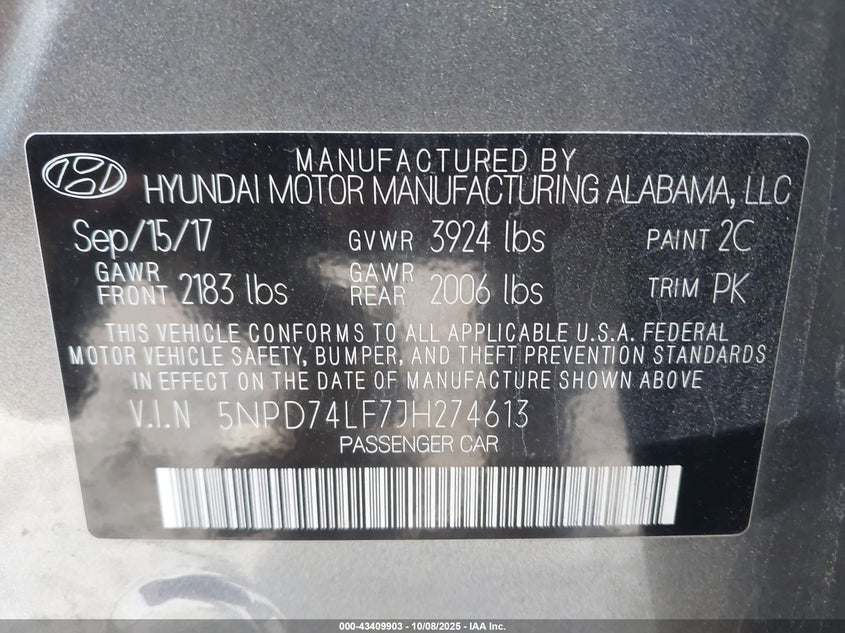 MANUFACTURED BY
HYUNDAI MOTOR MANUFACTURING ALABAMA, LLC
Sep/15/17 GVWR 3924 lbs PAINT 2C
GAWR FRONT 2183 lbs GAWR REAR 2006 lbs TRIM PK
THIS VEHICLE CONFORMS TO ALL APPLICABLE U.S.A. FEDERAL
MOTOR VEHICLE SAFETY, BUMPER, AND THEFT PREVENTION STANDARDS
IN EFFECT ON THE DATE OF MANUFACTURE SHOWN ABOVE
V.I.N 5NPD74LF7JH274613
PASSENGER CAR
000-43409903 - 10/08/2025 - IAA Inc.